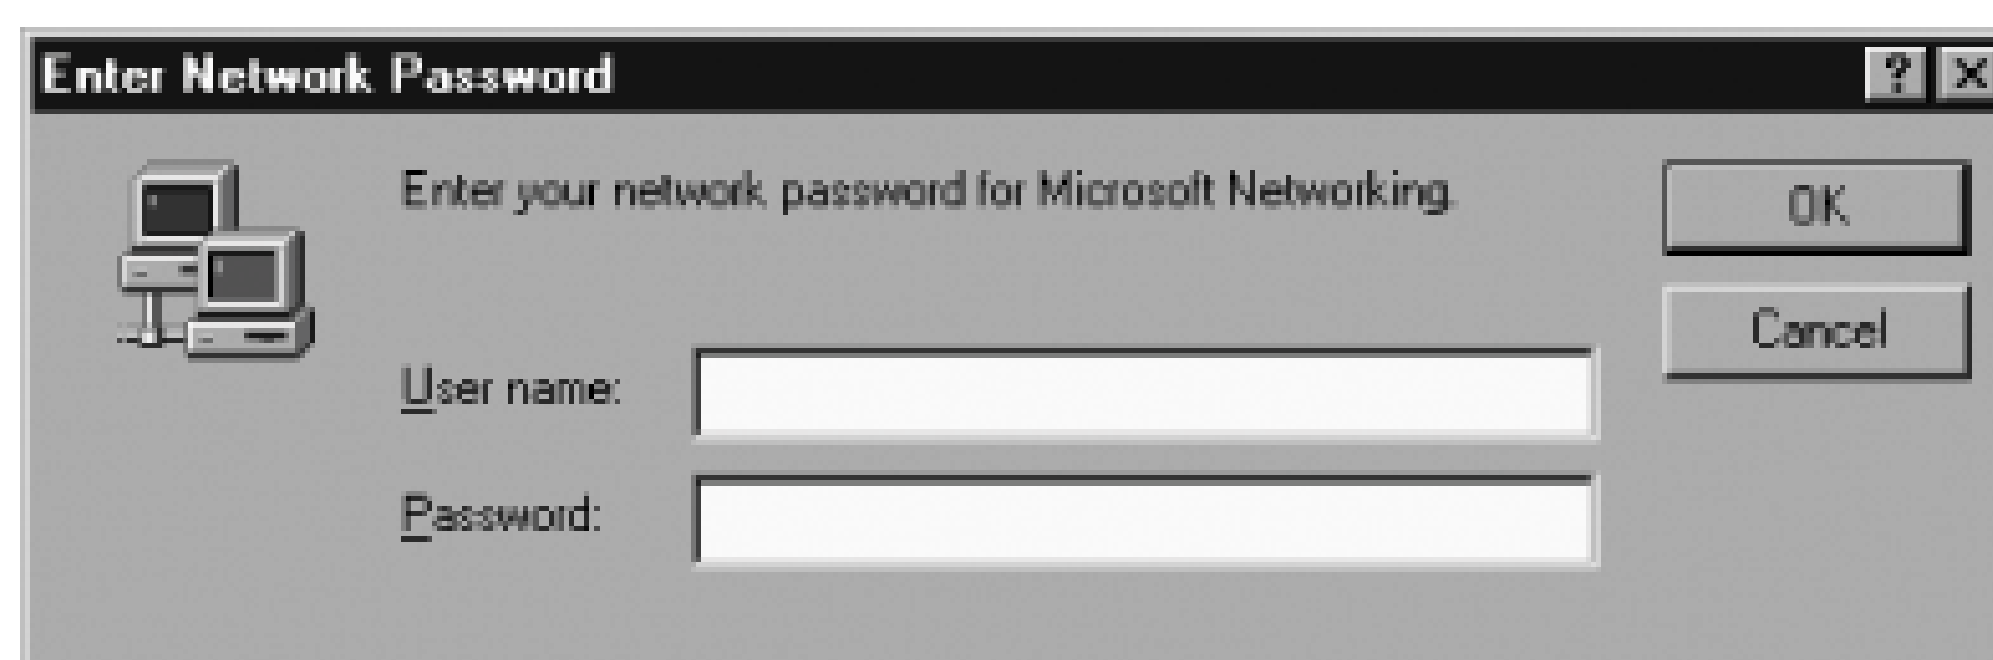 Enter Network Password
? X
Enter your network password for Microsoft Networking.
OK
Cancel
User name:
Password: